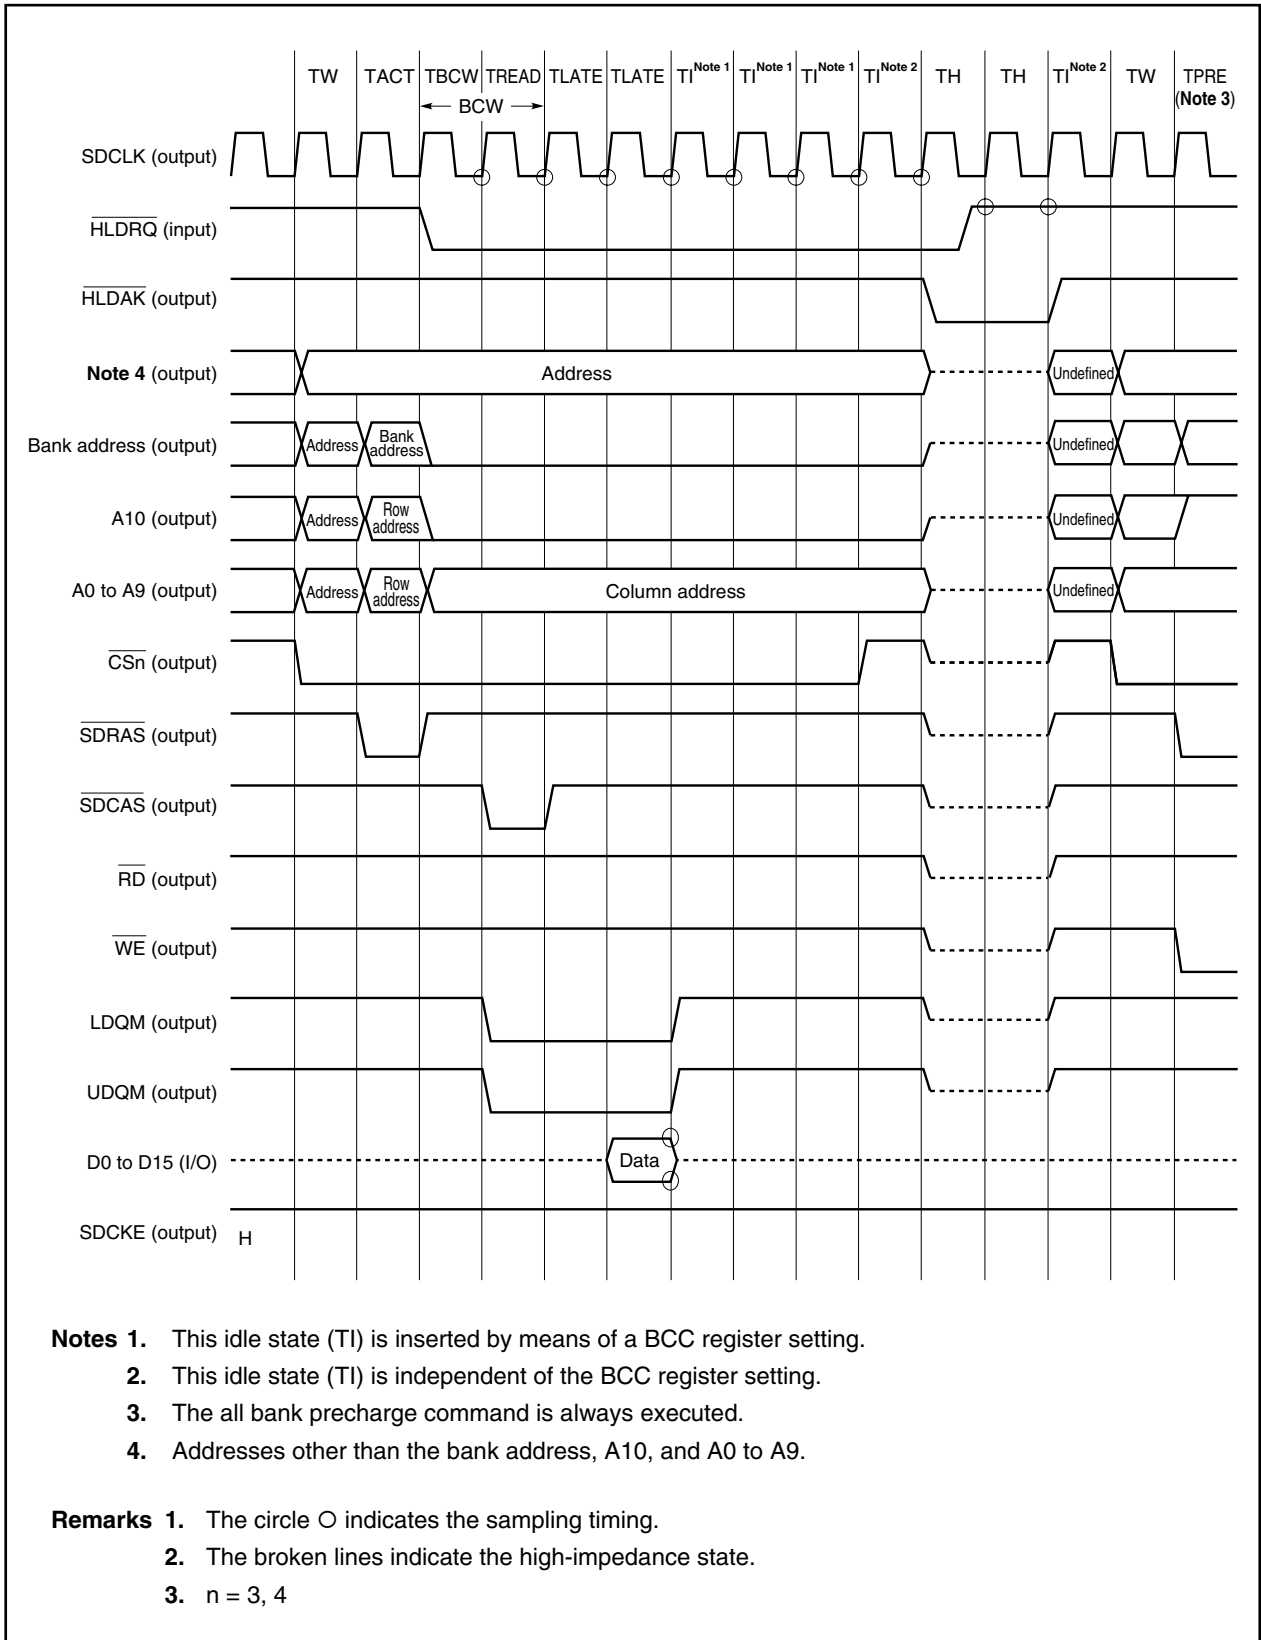 TW TACT TBCW TREAD TLATE TLATE TI Note 1 TI Note 1 TI Note 1 TI Note 2 TH TH TI Note 2 TW TPRE
(Note 3)
BCW
SDCLK (output)
HLDRQ (input)
HLDAK (output)
Note 4 (output) Address Undefined
Bank address (output) Address Bank address Undefined
A10 (output) Address Row address Undefined
A0 to A9 (output) Address Row address Column address Undefined
CSn (output)
SDRAS (output)
SDCAS (output)
RD (output)
WE (output)
LDQM (output)
UDQM (output)
D0 to D15 (I/O) Data
SDCKE (output) H
Notes 1. This idle state (TI) is inserted by means of a BCC register setting.
2. This idle state (TI) is independent of the BCC register setting.
3. The all bank precharge command is always executed.
4. Addresses other than the bank address, A10, and A0 to A9.
Remarks 1. The circle O indicates the sampling timing.
2. The broken lines indicate the high-impedance state.
3. n = 3, 4